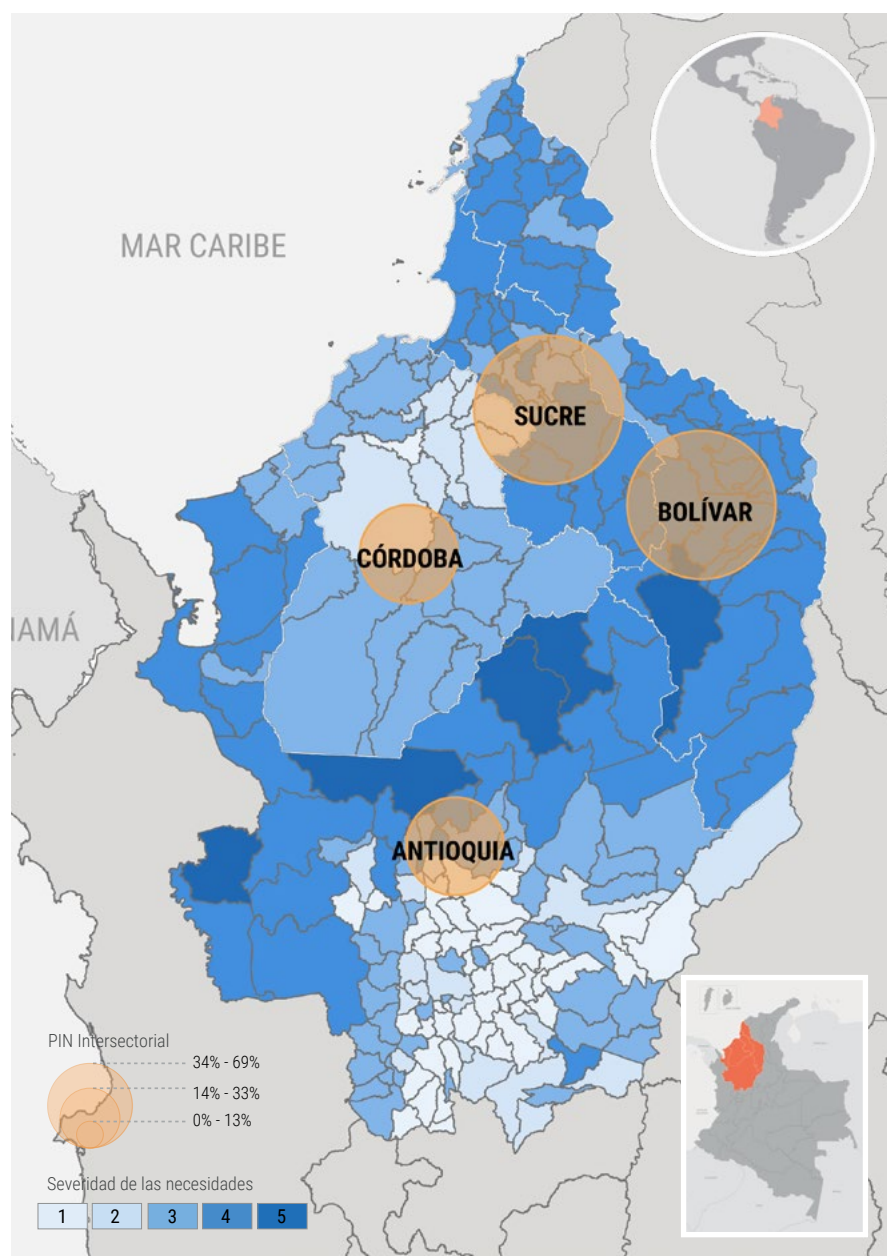 MAR CARIBE
SUCRE
BOLÍVAR
CÓRDOBA
NAMÁ
ANTIOQUIA
PIN Intersectorial
34% - 69%
14% - 33%
0% - 13%
Severidad de las necesidades
1 2 3 4 5